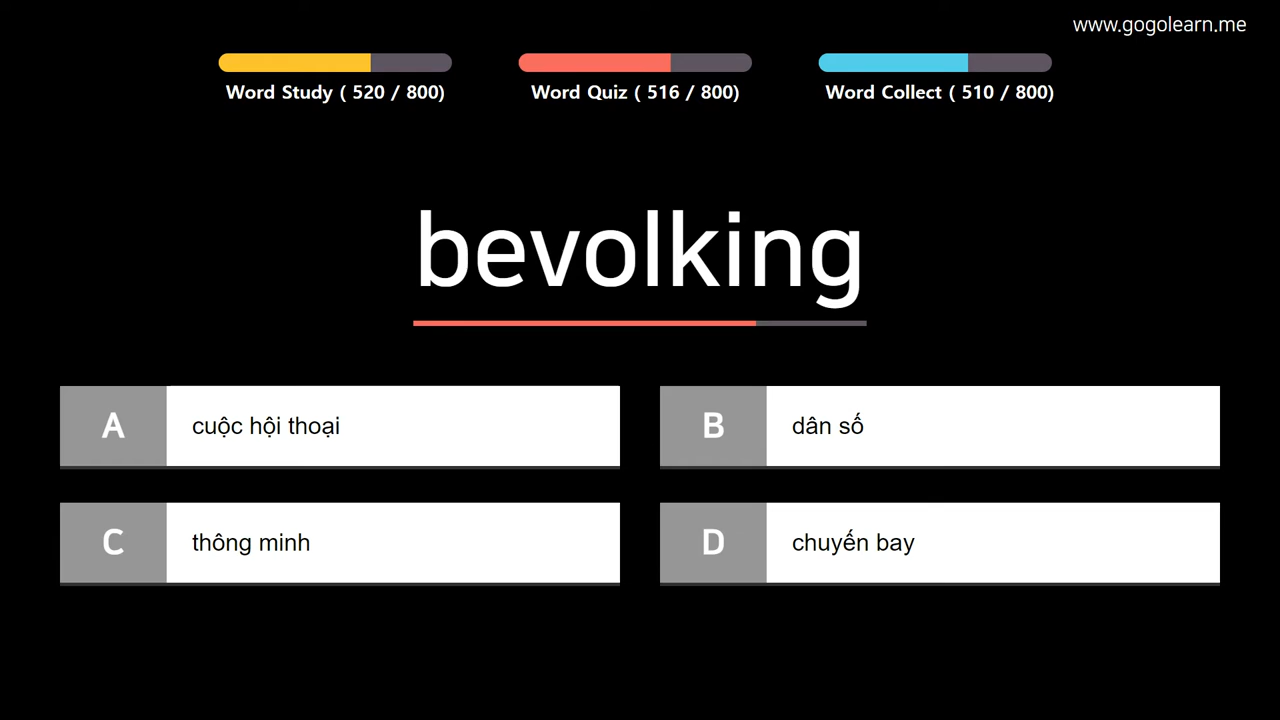 www.gogolearn.me
Word Study ( 520 / 800)
Word Quiz ( 516 / 800)
Word Collect ( 510 / 800)
bevolking
A cuộc hội thoại
B dân số
C thông minh
D chuyến bay